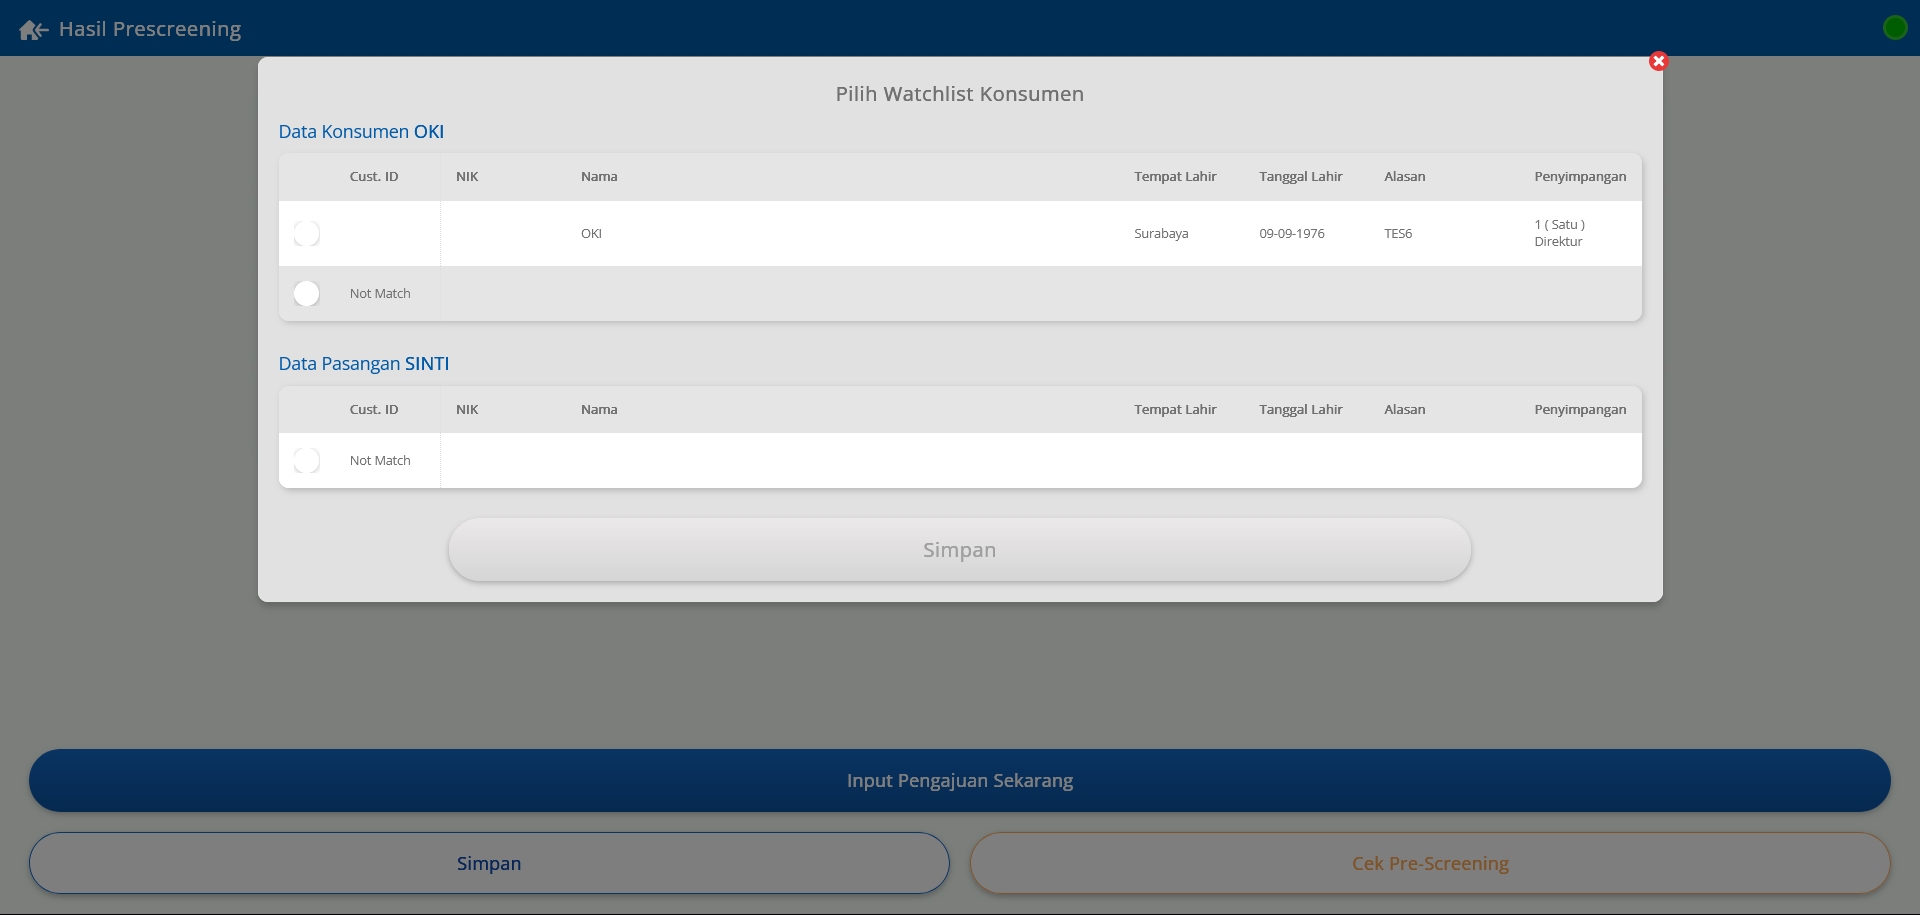 Hasil Prescreening
Pilih Watchlist Konsumen
Data Konsumen OKI
Cust. ID NIK Nama Tempat Lahir Tanggal Lahir Alasan Penyimpangan
OKI Surabaya 09-09-1976 TES6 1 ( Satu )
Direktur
Not Match
Data Pasangan SINTI
Cust. ID NIK Nama Tempat Lahir Tanggal Lahir Alasan Penyimpangan
Not Match
Simpan
Input Pengajuan Sekarang
Simpan Cek Pre-Screening